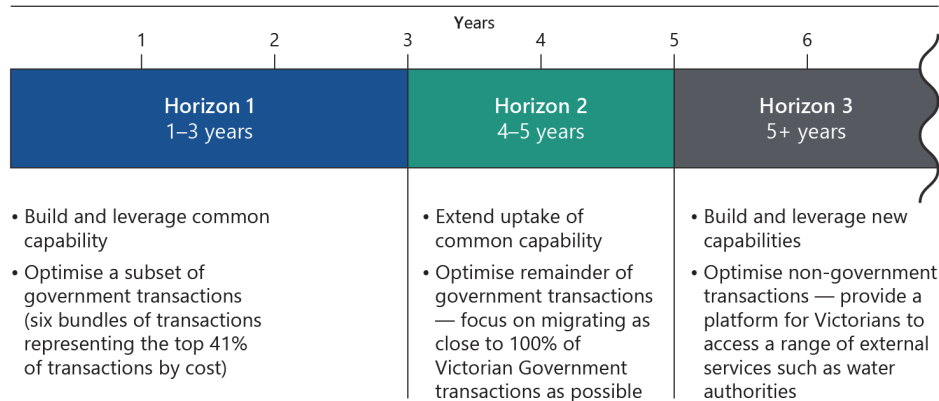 Years
1 2 3 4 5 6
Horizon 1
1–3 years
Horizon 2
4–5 years
Horizon 3
5+ years
• Build and leverage common
capability
• Optimise a subset of
government transactions
(six bundles of transactions
representing the top 41%
of transactions by cost)
• Extend uptake of
common capability
• Optimise remainder of
government transactions
— focus on migrating as
close to 100% of
Victorian Government
transactions as possible
• Build and leverage new
capabilities
• Optimise non-government
transactions — provide a
platform for Victorians to
access a range of external
services such as water
authorities